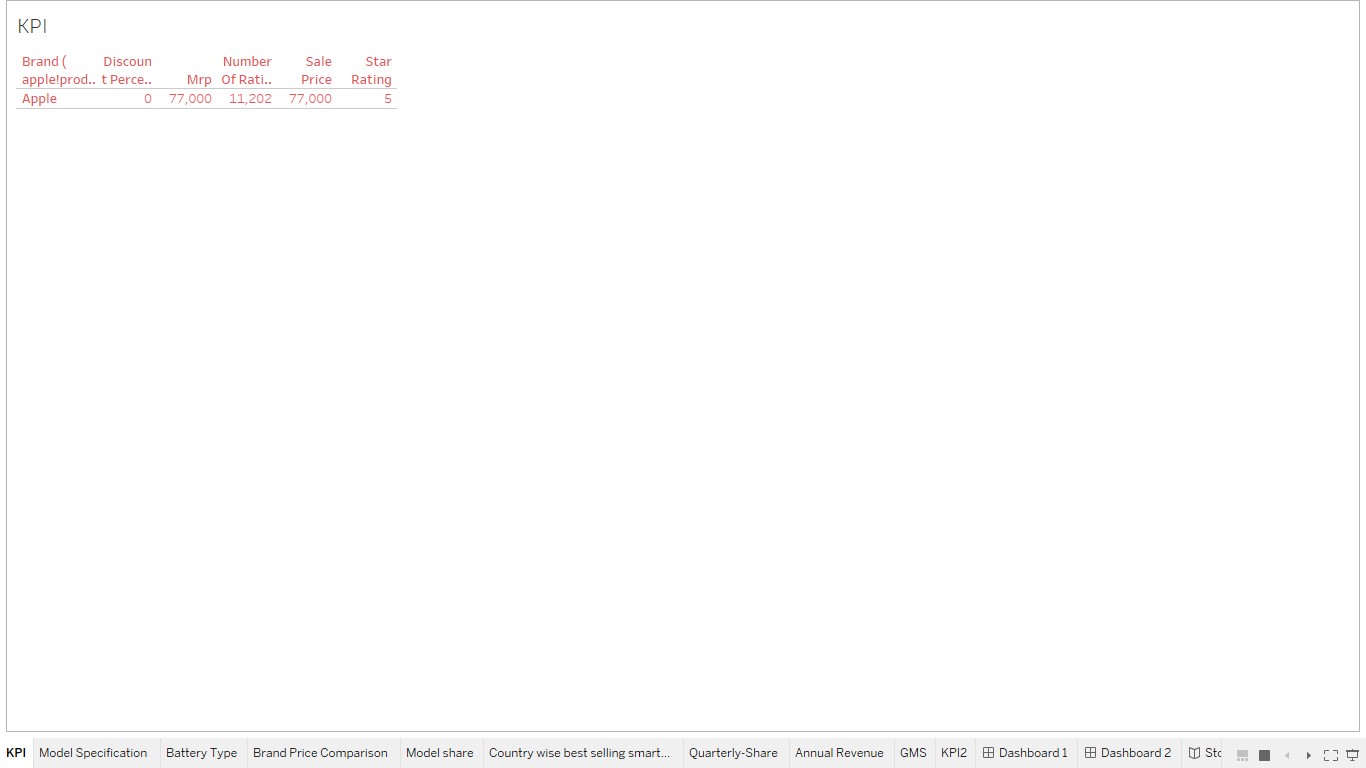 KPI
Brand ( Discoun Number Sale Star
apple!prod.. t Perce.. Mrp Of Rati.. Price Rating
Apple 0 77,000 11,202 77,000 5
KPI Model Specification Battery Type Brand Price Comparison Model share Country wise best selling smart... Quarterly-Share Annual Revenue GMS KPI2 Dashboard 1 Dashboard 2 Sto